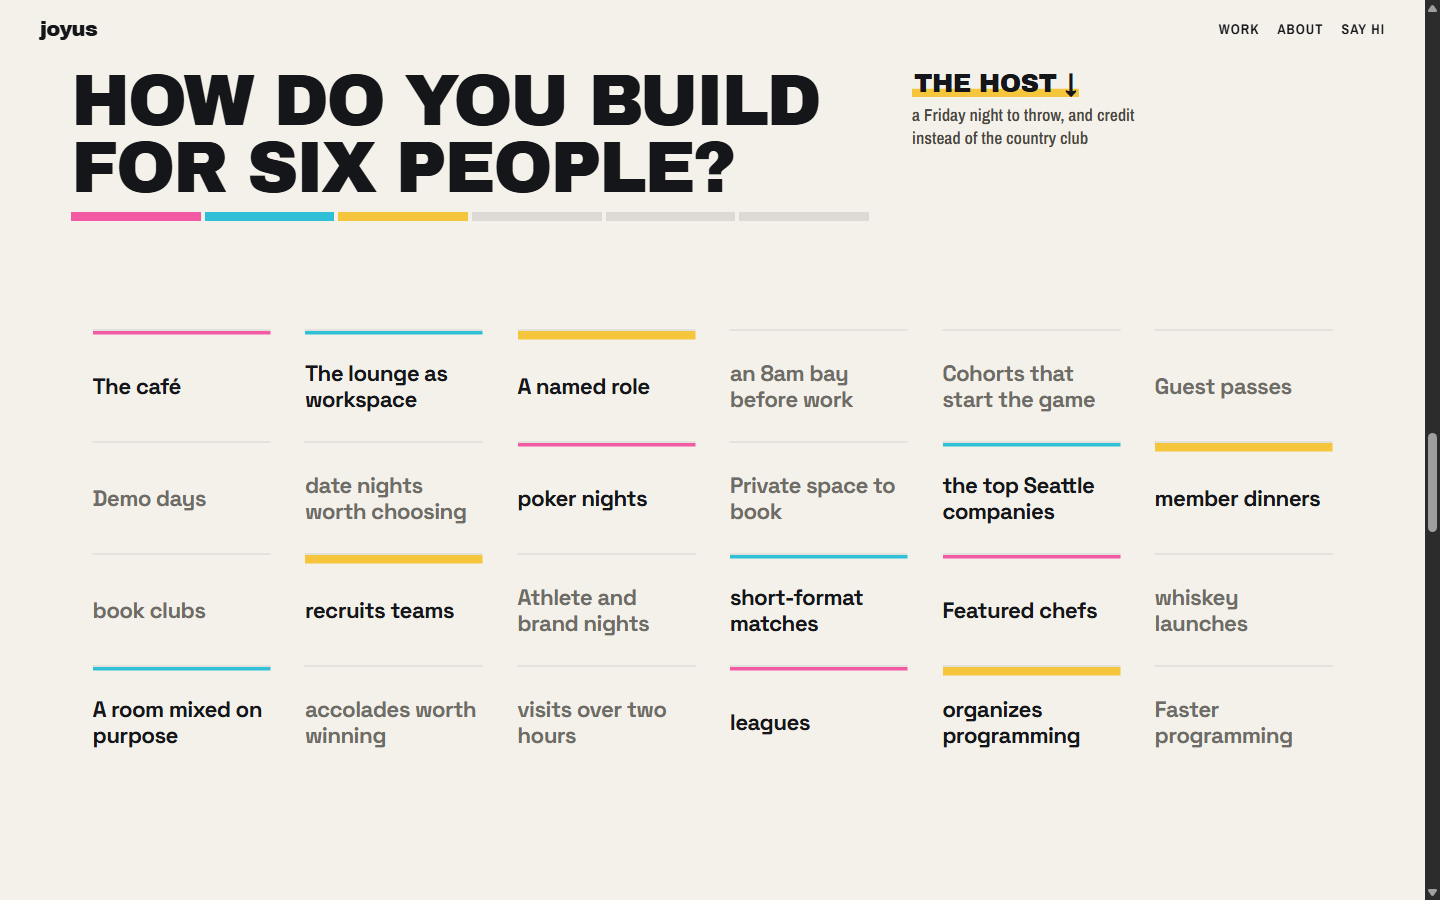 joyus
WORK ABOUT SAY HI
HOW DO YOU BUILD
FOR SIX PEOPLE?
THE HOST ↓
a Friday night to throw, and credit
instead of the country club
The café
The lounge as
workspace
A named role
an 8am bay
before work
Cohorts that
start the game
Guest passes
Demo days
date nights
worth choosing
poker nights
Private space to
book
the top Seattle
companies
member dinners
book clubs
recruits teams
Athlete and
brand nights
short-format
matches
Featured chefs
whiskey
launches
A room mixed on
purpose
accolades worth
winning
visits over two
hours
leagues
organizes
programming
Faster
programming